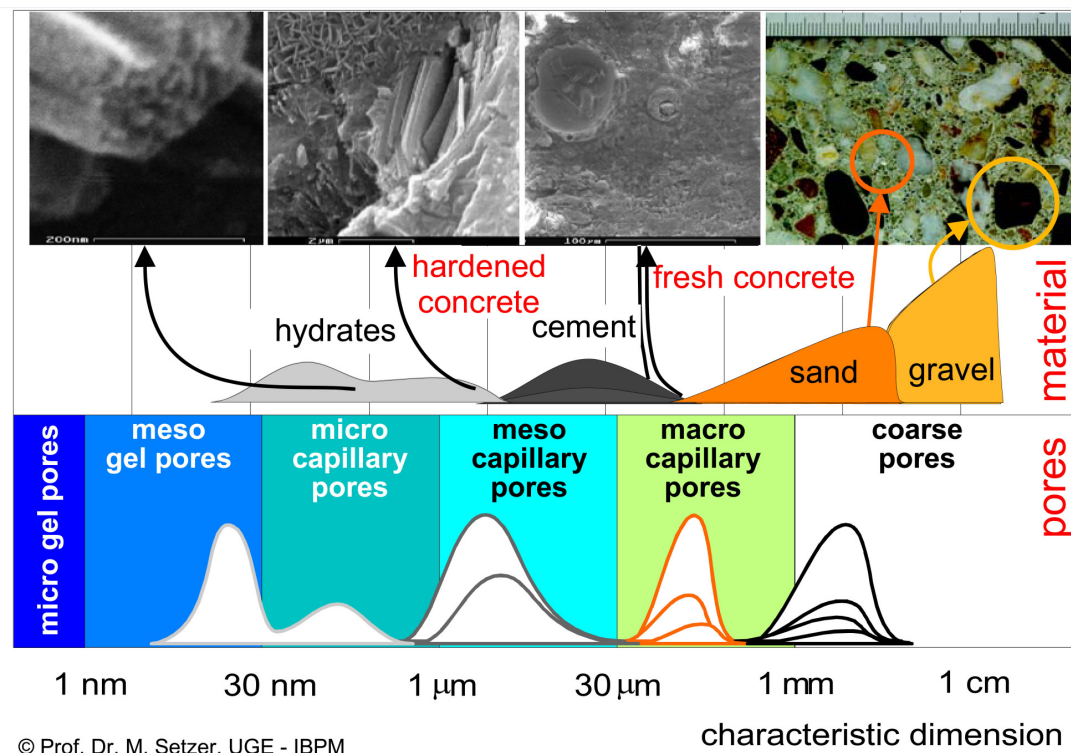 200nm
2µm
100µm
hardened
concrete
fresh concrete
hydrates
cement
sand
gravel
material
micro gel pores
meso
gel pores
micro
capillary
pores
meso
capillary
pores
macro
capillary
pores
coarse
pores
pores
1 nm
30 nm
1 µm
30 µm
1 mm
1 cm
characteristic dimension
© Prof. Dr. M. Setzer, UGE - IBPM